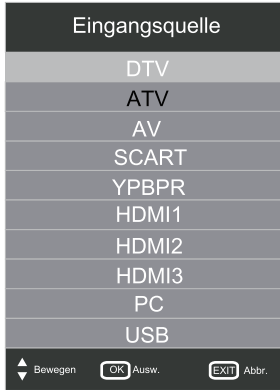 Eingangsquelle
DTV
ATV
AV
SCART
YPBPR
HDMI1
HDMI2
HDMI3
PC
USB
Bewegen OK Ausw. EXIT Abbr.